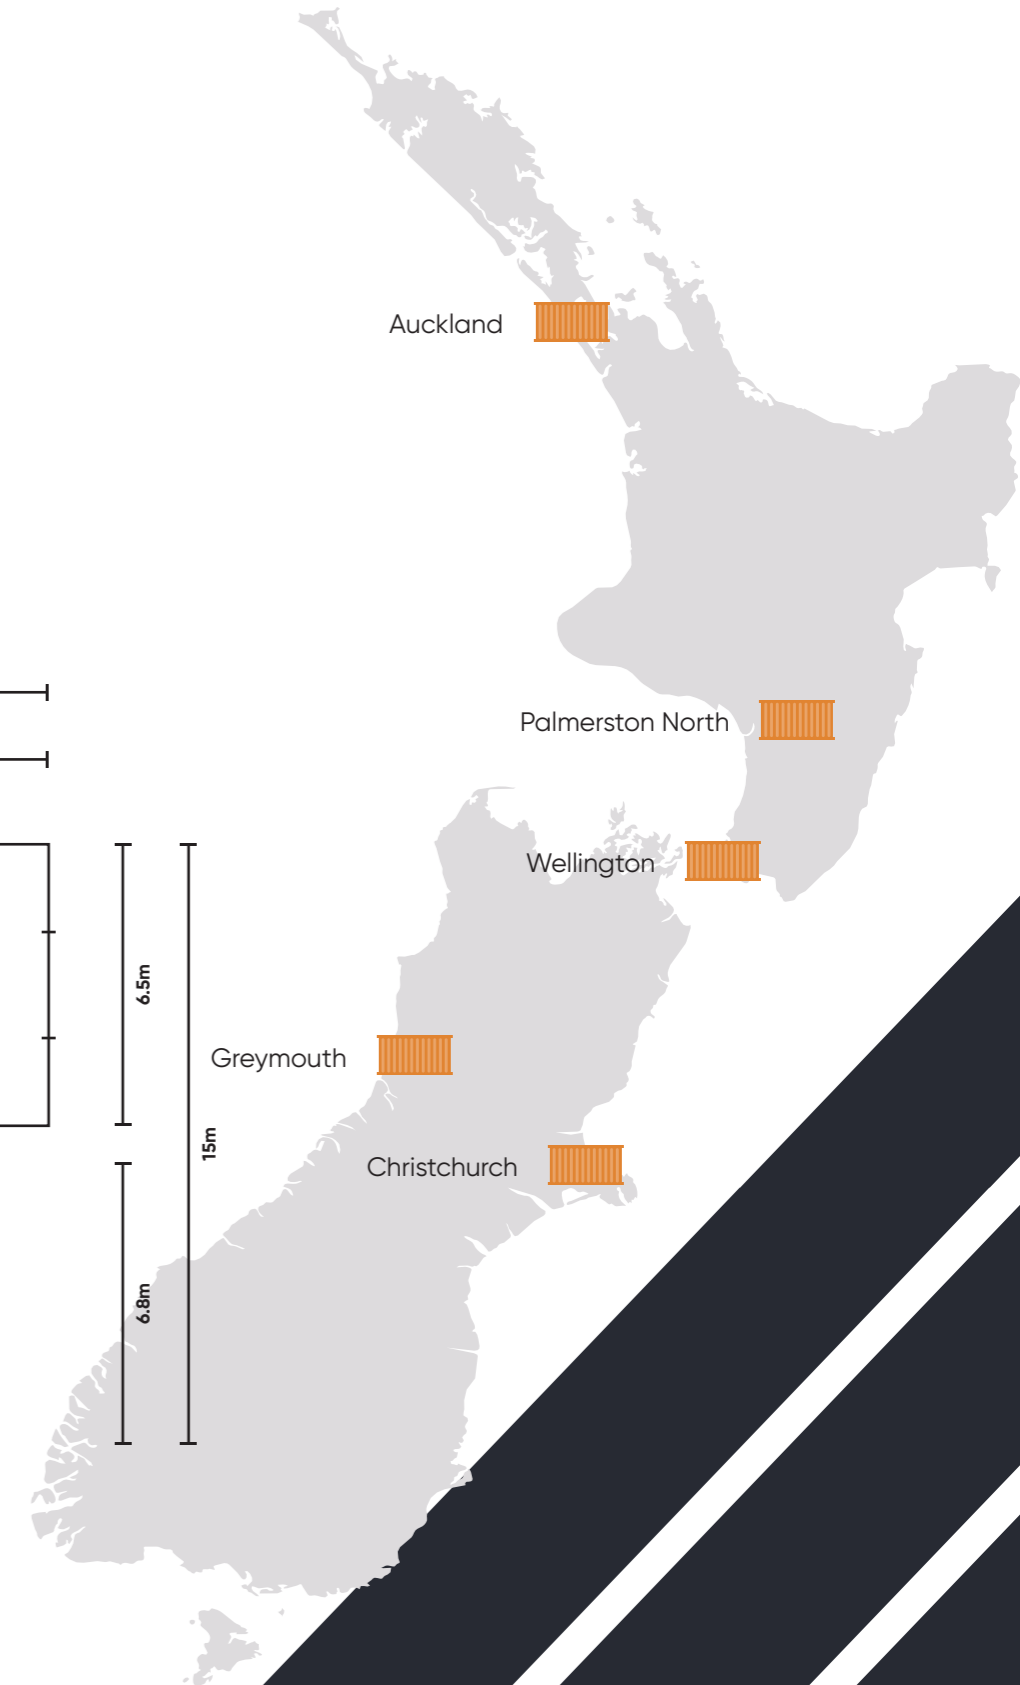 Auckland
Palmerston North
Wellington
6.5m
Greymouth
15m
Christchurch
6.8m